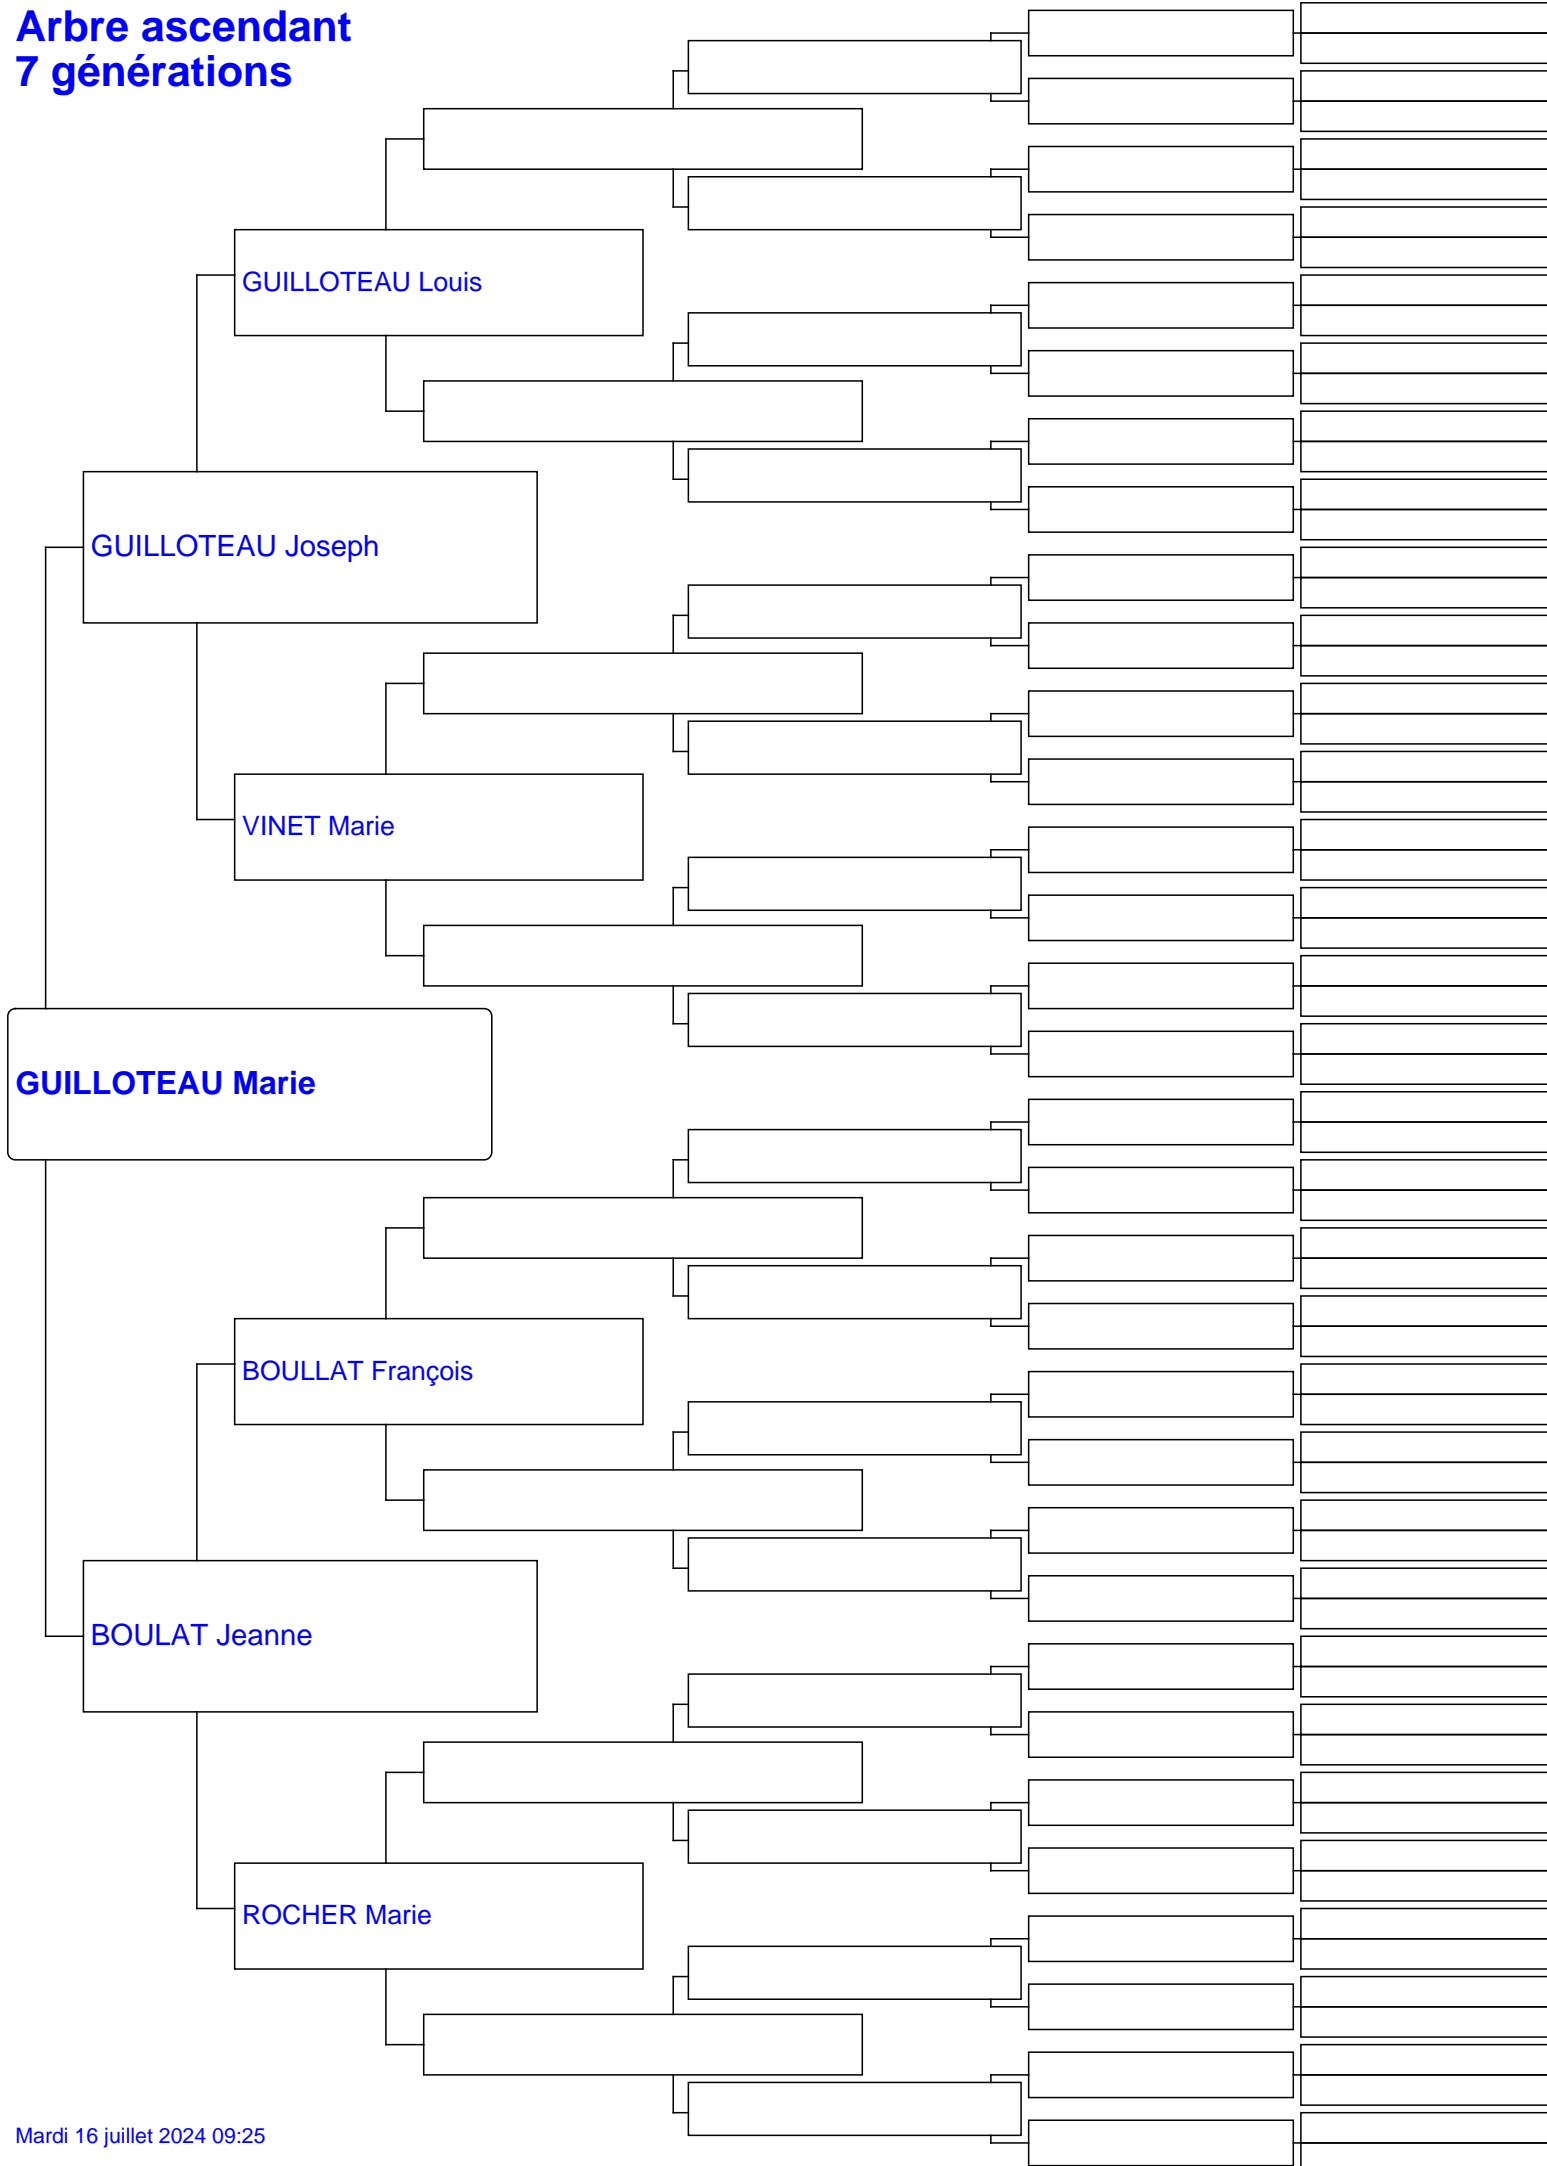 Arbre ascendant
7 générations
GUILLOTEAU Louis
GUILLOTEAU Joseph
VINET Marie
GUILLOTEAU Marie
BOULLAT François
BOULAT Jeanne
ROCHER Marie
Mardi 16 juillet 2024 09:25